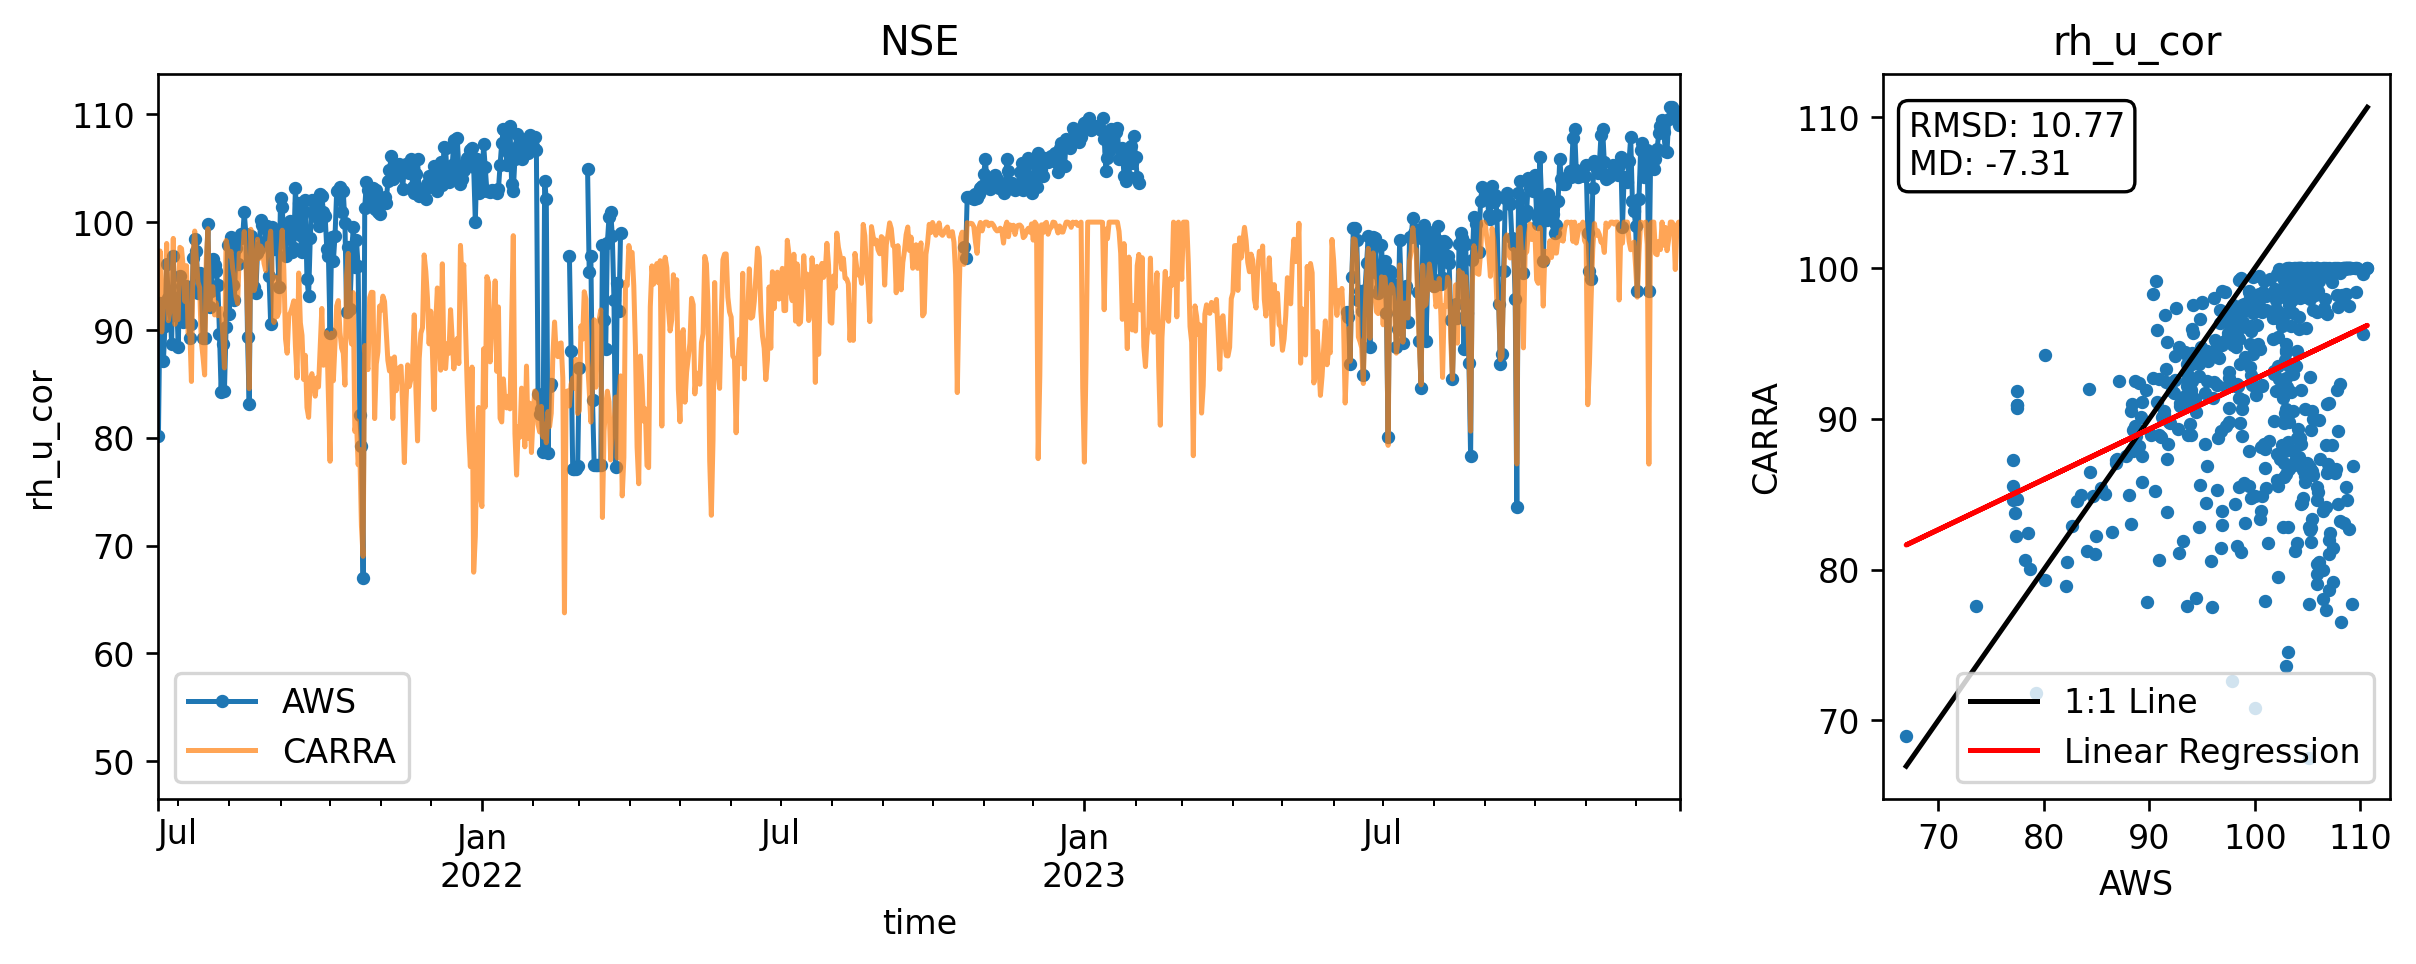 NSE
rh_u_cor
110
100
90
80
70
60
50
AWS
CARRA
Jul
Jan
2022
Jul
Jan
2023
Jul
time
rh_u_cor
CARRA
110
100
90
80
70
RMSD: 10.77
MD: -7.31
1:1 Line
Linear Regression
70
80
90
100
110
AWS